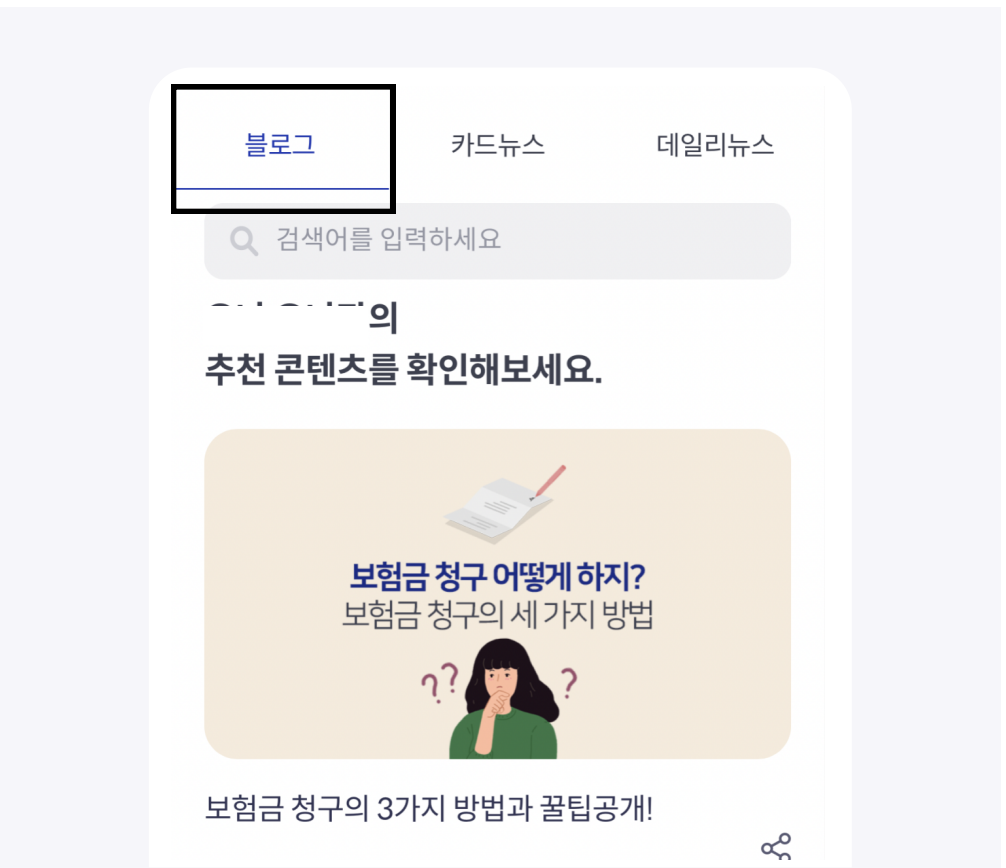 블로그 카드뉴스 데일리뉴스
검색어를 입력하세요
의
추천 콘텐츠를 확인해보세요.
보험금 청구 어떻게 하지?
보험금 청구의 세 가지 방법
??
?
보험금 청구의 3가지 방법과 꿀팁공개!